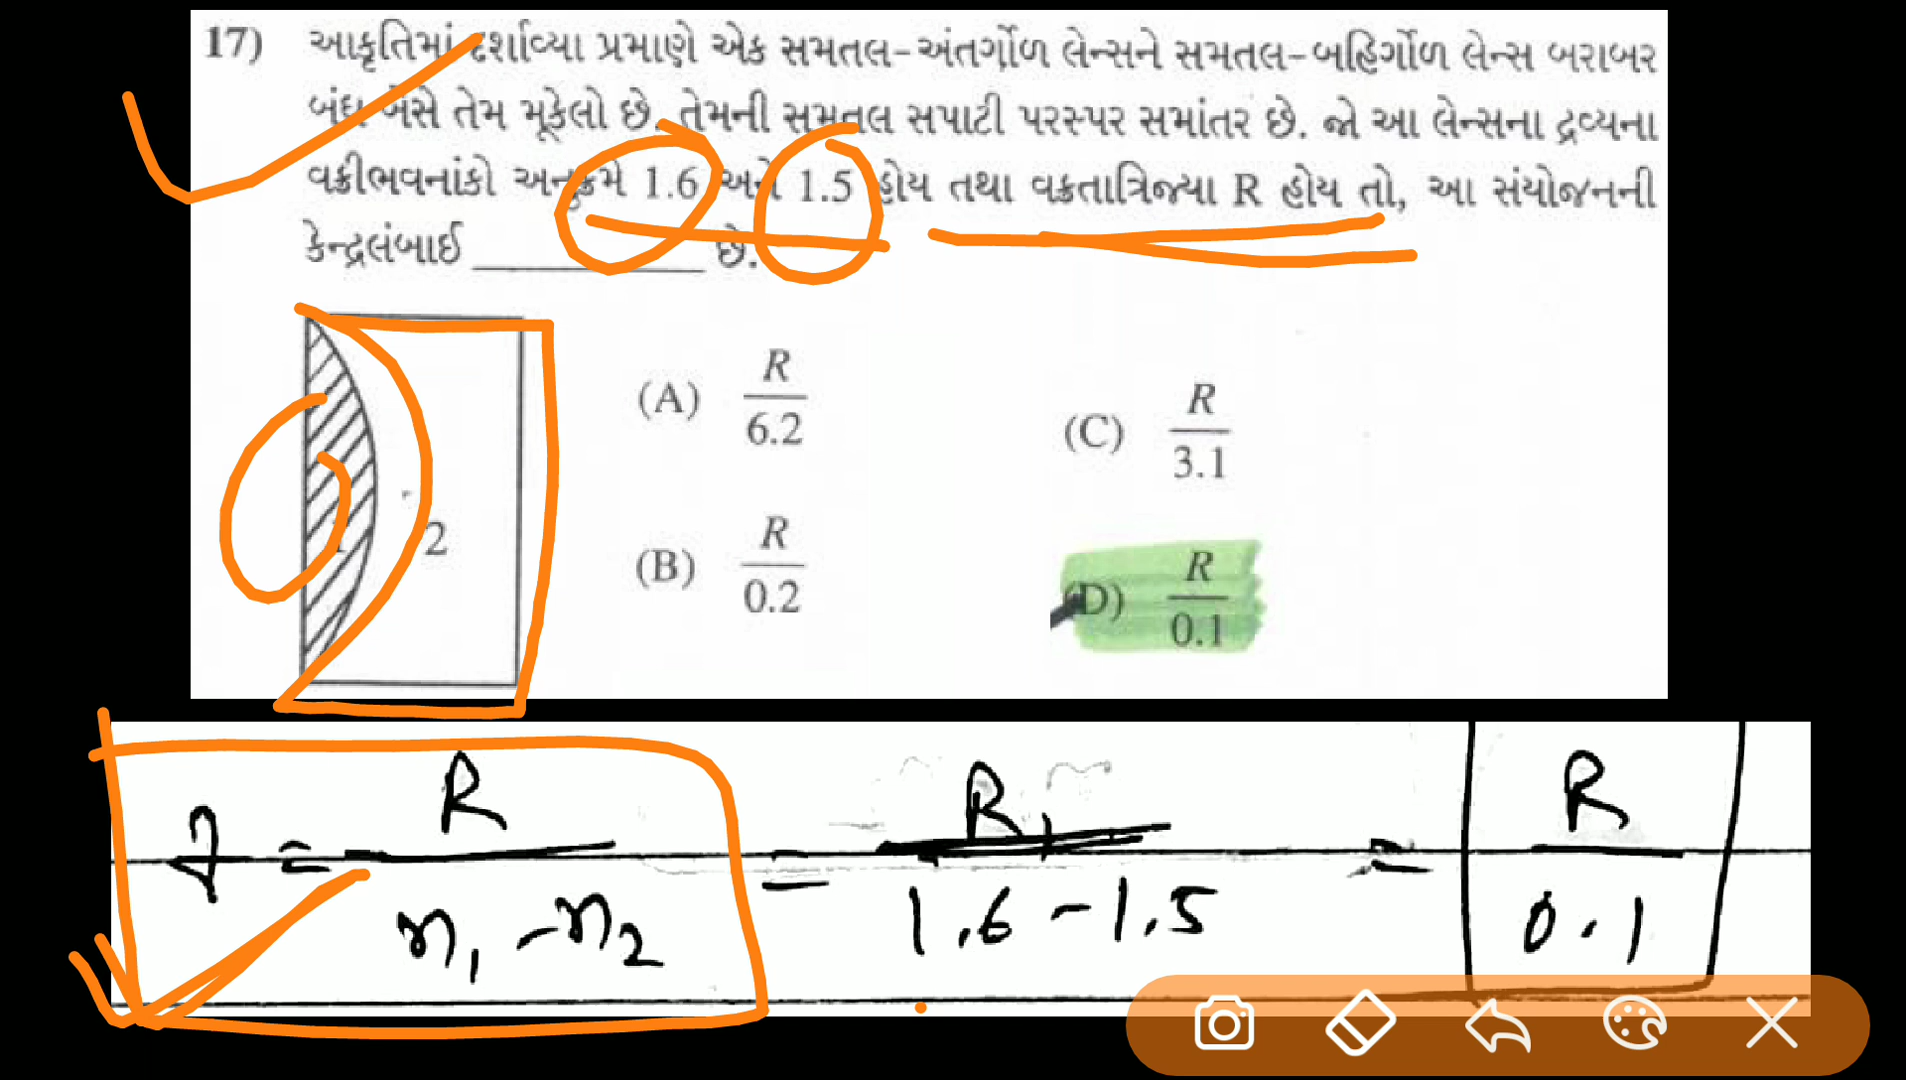 17) આકૃતિમાં દર્શાવ્યા પ્રમાણે એક સમતલ-અંતર્ગોળ લેન્સને સમતલ-બહિર્ગોળ લેન્સ બરાબર
બંધ બેસે તેમ મૂકેલો છે. તેમની સમતલ સપાટી પરસ્પર સમાંતર છે. જો આ લેન્સના દ્રવ્યના
વક્રીભવનાંકો અનુક્રમે 1.6 અને 1.5 હોય તથા વક્રતાત્રિજ્યા R હોય તો, આ સંયોજનની
કેન્દ્રલંબાઈ ____________ છે.
(A) R/6.2
(C) R/3.1
(B) R/0.2
(D) R/0.1
1 2
f = R/(n₁ - n₂) = R/(1.6 - 1.5) = R/0.1